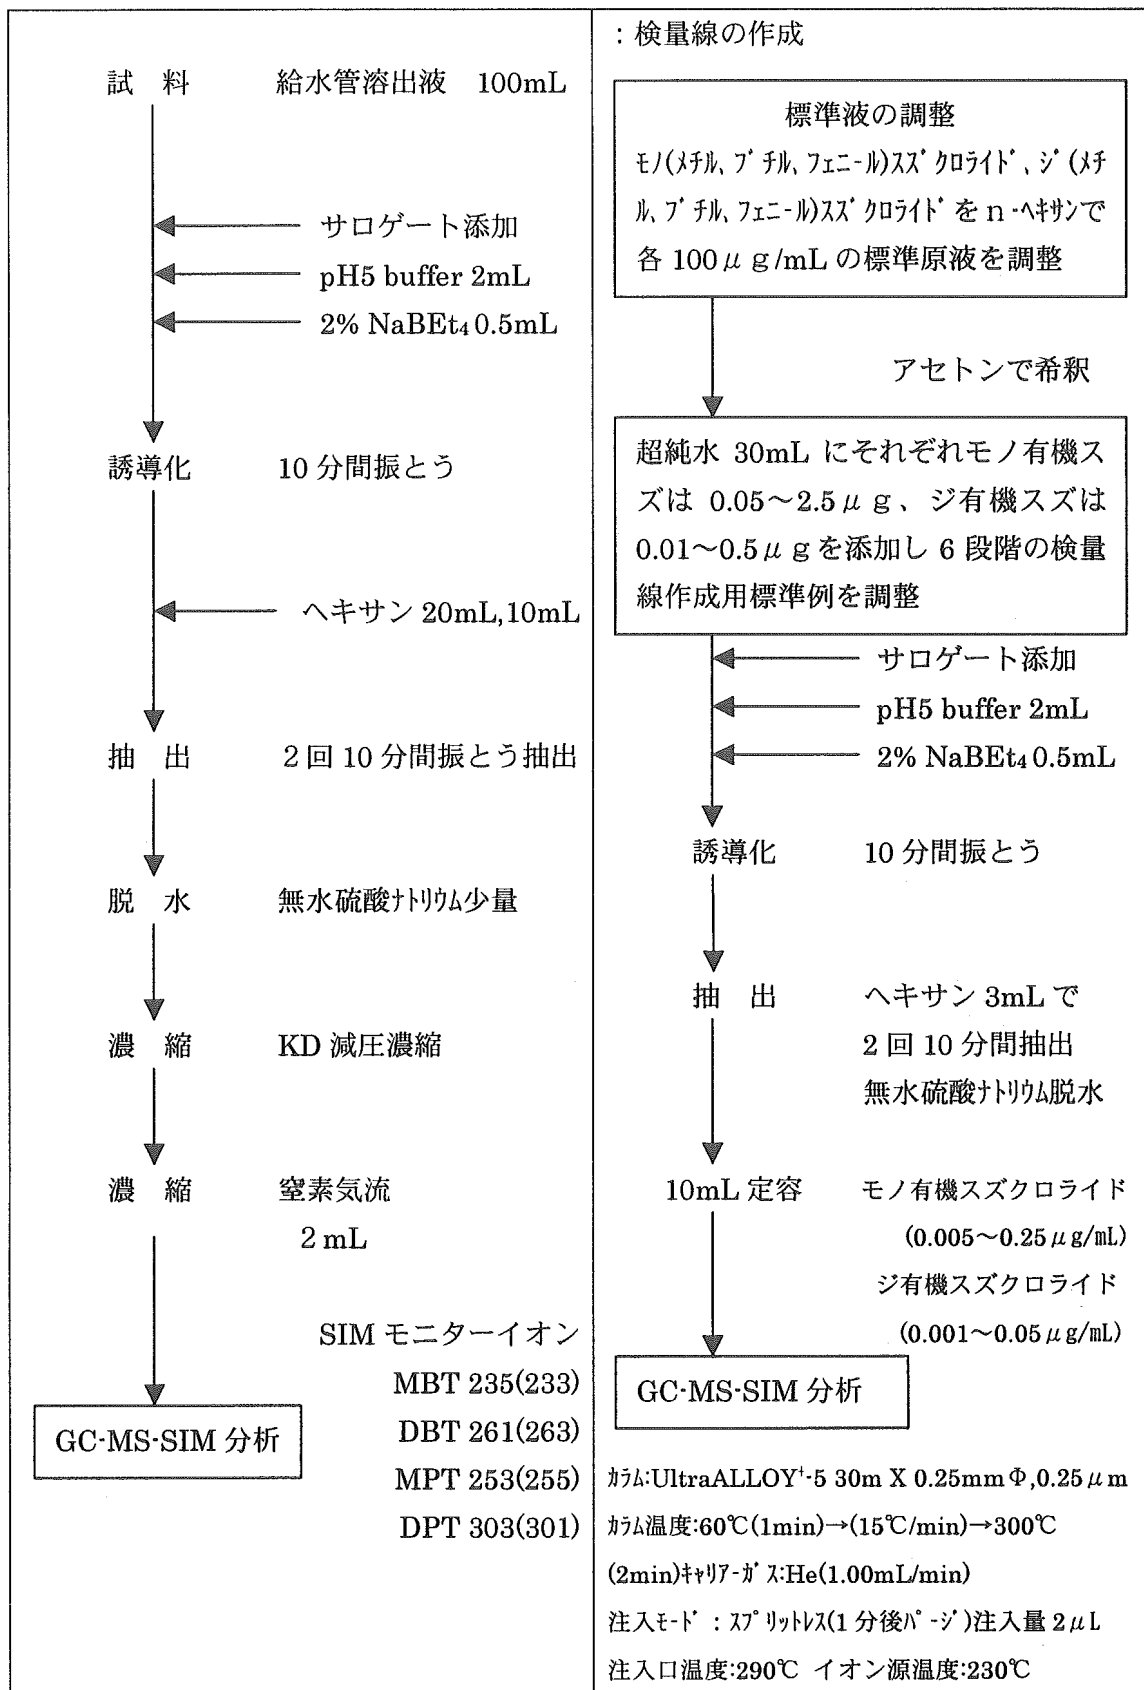 試　料　給水管溶出液　100mL
サロゲート添加
pH5 buffer 2mL
2% NaBEt₄ 0.5mL
誘導化　10 分間振とう
ヘキサン 20mL,10mL
抽　出　２回 10 分間振とう抽出
脱　水　無水硫酸ﾅﾄﾘｳﾑ少量
濃　縮　KD 減圧濃縮
濃　縮　窒素気流
２mL
SIM モニターイオン
MBT 235(233)
DBT 261(263)
MPT 253(255)
DPT 303(301)
GC-MS-SIM 分析
：検量線の作成
標準液の調整
ﾓﾉ(ﾒﾁﾙ、ﾌﾞﾁﾙ、ﾌｪﾆｰﾙ)ｽｽﾞｸﾛﾗｲﾄﾞ、ｼﾞ(ﾒﾁ
ﾙ、ﾌﾞﾁﾙ、ﾌｪﾆｰﾙ)ｽｽﾞｸﾛﾗｲﾄﾞをｎ-ﾍｷｻﾝで
各 100μｇ/mL の標準原液を調整
アセトンで希釈
超純水 30mL にそれぞれモノ有機ス
ズは 0.05～2.5μｇ、ジ有機スズは
0.01～0.5μｇを添加し 6 段階の検量
線作成用標準例を調整
サロゲート添加
pH5 buffer 2mL
2% NaBEt₄ 0.5mL
誘導化　10 分間振とう
抽　出　ヘキサン 3mL で
２回 10 分間抽出
無水硫酸ﾅﾄﾘｳﾑ脱水
10mL 定容　モノ有機スズクロライド
(0.005～0.25μg/㎖)
ジ有機スズクロライド
(0.001～0.05μg/㎖)
GC-MS-SIM 分析
ｶﾗﾑ:UltraALLOY⁺-5 30m X 0.25mmΦ,0.25μm
ｶﾗﾑ温度:60℃(1min)→(15℃/min)→300℃
(2min)ｷｬﾘｱｰｶﾞｽ:He(1.00mL/min)
注入ﾓｰﾄﾞ：ｽﾌﾟﾘｯﾄﾚｽ(1 分後ﾊﾟｰｼﾞ)注入量 2μL
注入口温度:290℃ イオン源温度:230℃